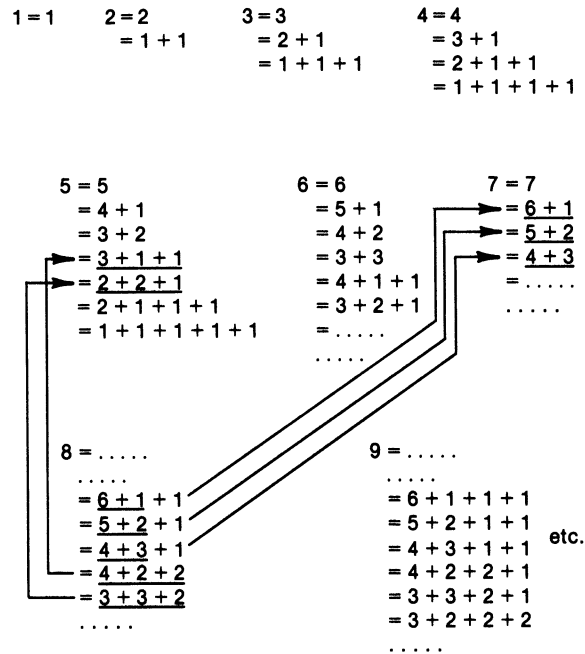 1 = 1
2 = 2
= 1 + 1
3 = 3
= 2 + 1
= 1 + 1 + 1
4 = 4
= 3 + 1
= 2 + 1 + 1
= 1 + 1 + 1 + 1
5 = 5
= 4 + 1
= 3 + 2
= 3 + 1 + 1
= 2 + 2 + 1
= 2 + 1 + 1 + 1
= 1 + 1 + 1 + 1 + 1
6 = 6
= 5 + 1
= 4 + 2
= 3 + 3
= 4 + 1 + 1
= 3 + 2 + 1
= . . . . .
. . . . .
7 = 7
= 6 + 1
= 5 + 2
= 4 + 3
= . . . . .
. . . . .
8 = . . . . .
. . . . .
= 6 + 1 + 1
= 5 + 2 + 1
= 4 + 3 + 1
= 4 + 2 + 2
= 3 + 3 + 2
. . . . .
9 = . . . . .
. . . . .
= 6 + 1 + 1 + 1
= 5 + 2 + 1 + 1
= 4 + 3 + 1 + 1
= 4 + 2 + 2 + 1
= 3 + 3 + 2 + 1
= 3 + 2 + 2 + 2
. . . . .
etc.